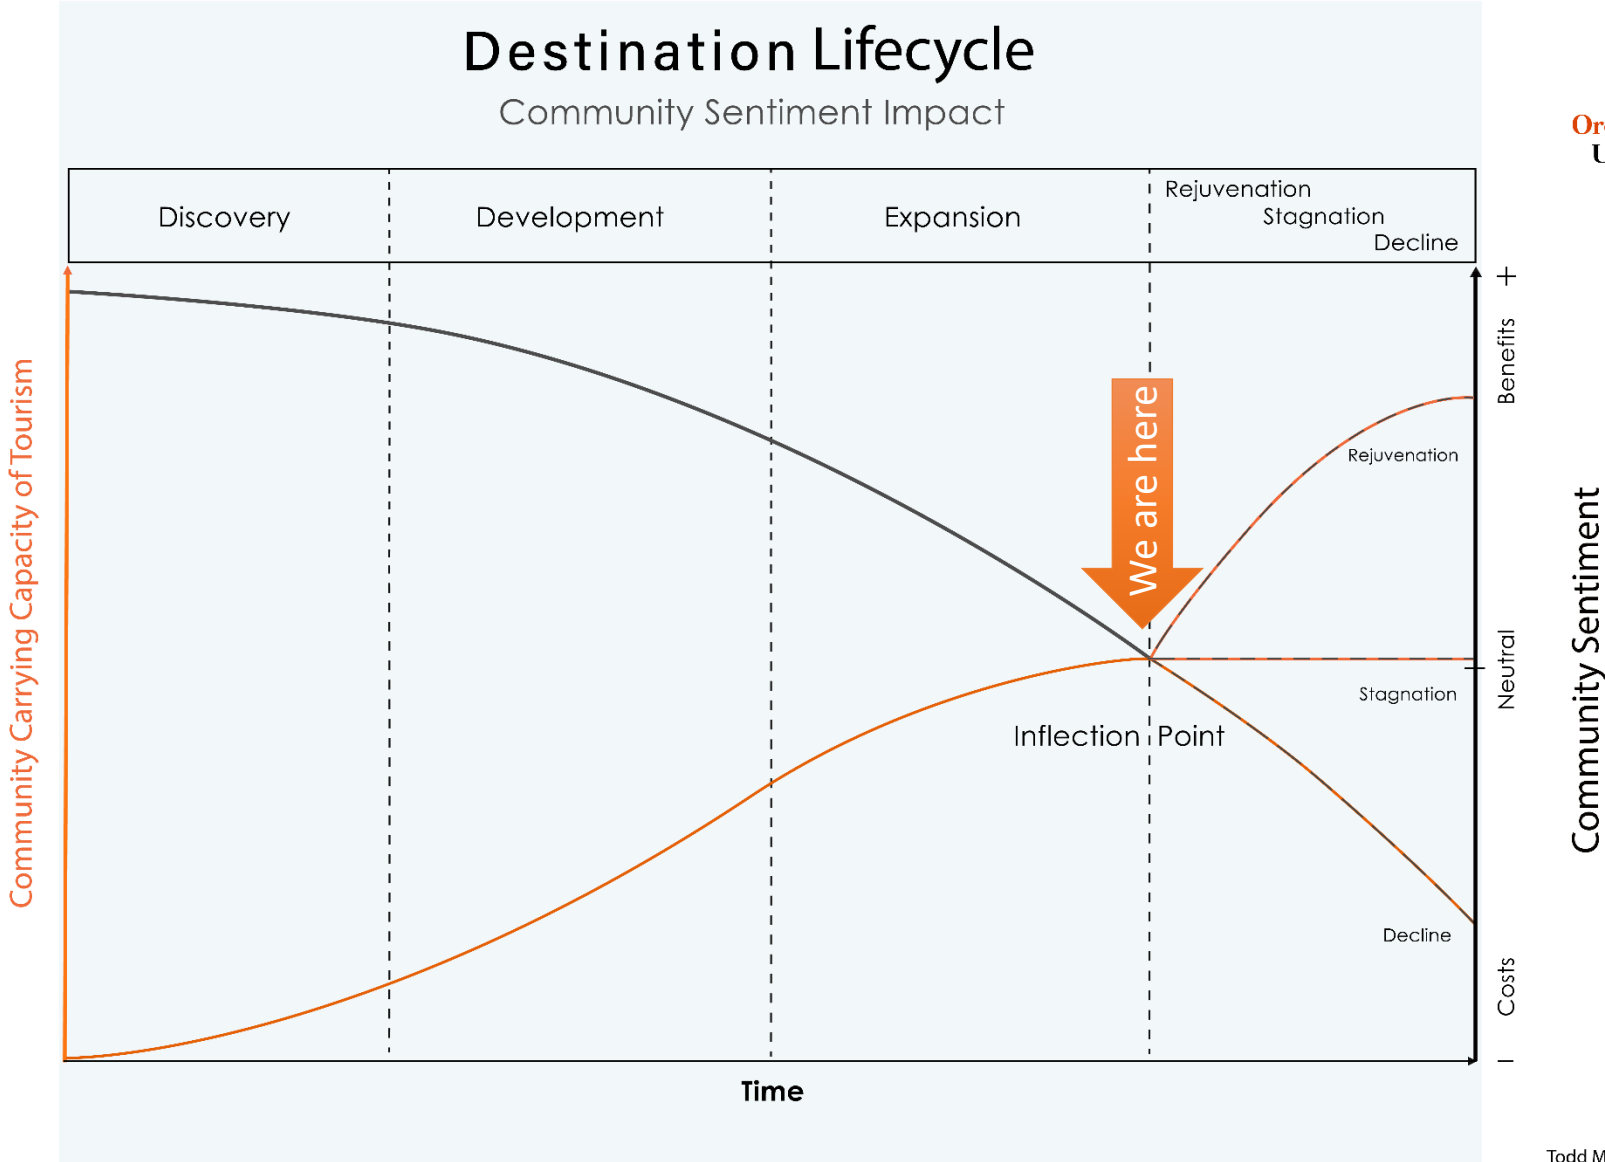 Destination Lifecycle
Community Sentiment Impact
Discovery
Development
Expansion
Rejuvenation
Stagnation
Decline
Community Carrying Capacity of Tourism
We are here
Rejuvenation
Stagnation
Decline
Inflection Point
+
Benefits
Neutral
Costs
−
Community Sentiment
Time
Todd M